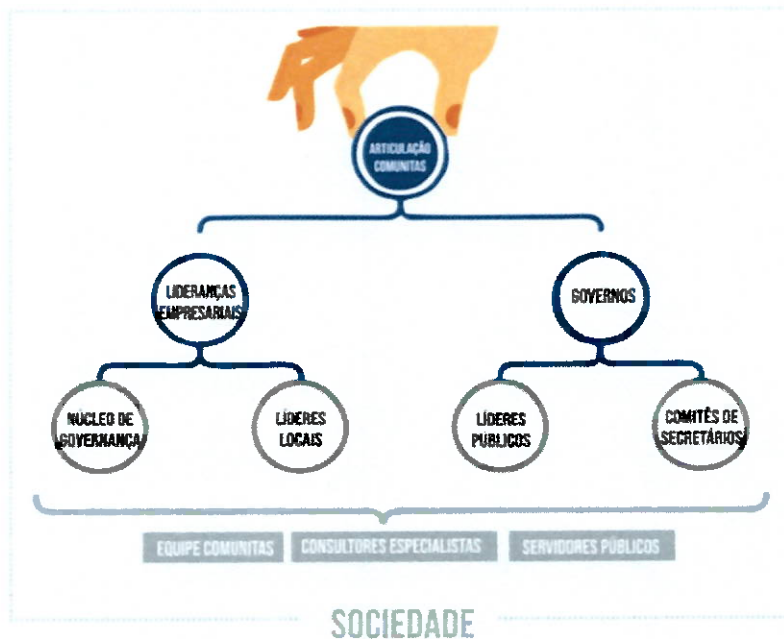 ARTICULAÇÃO
COMUNITAS
LIDERANÇAS
EMPRESARIAIS
GOVERNOS
NÚCLEO DE
GOVERNANÇA
LÍDERES
LOCAIS
LÍDERES
PÚBLICOS
COMITÊS DE
SECRETÁRIOS
EQUIPE COMUNITAS
CONSULTORES ESPECIALISTAS
SERVIDORES PÚBLICOS
SOCIEDADE